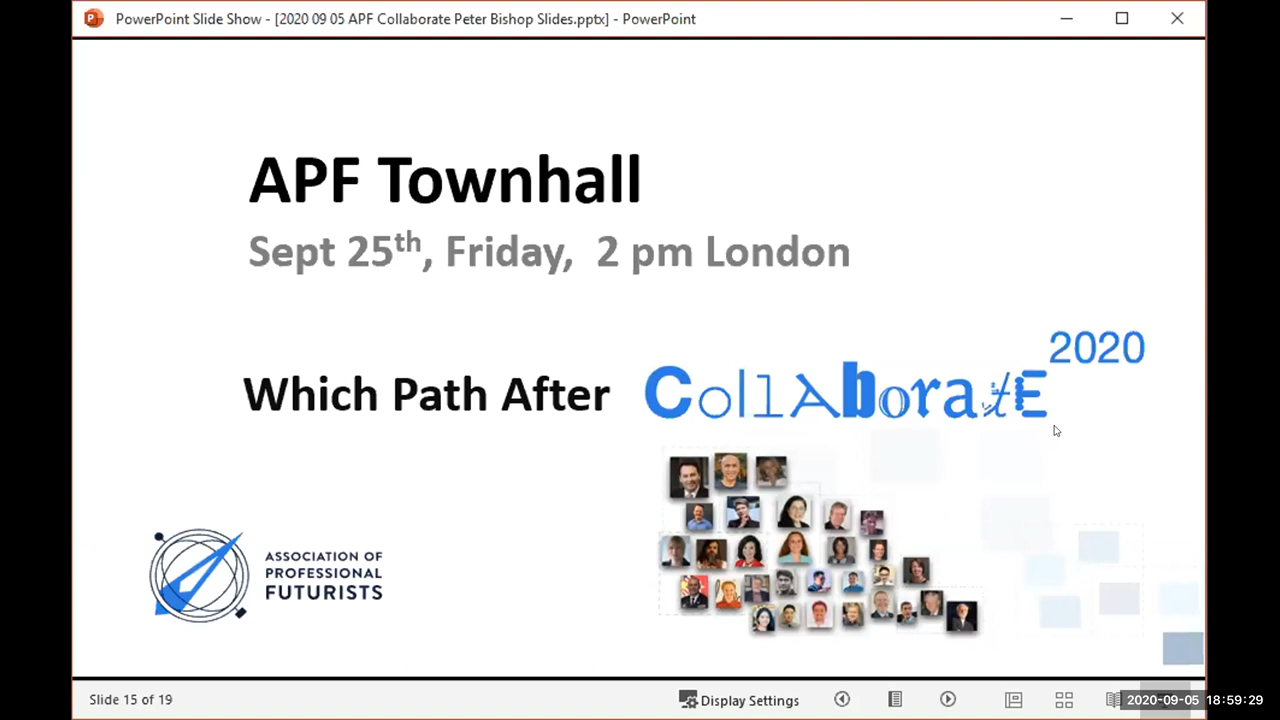 PowerPoint Slide Show - [2020 09 05 APF Collaborate Peter Bishop Slides.pptx] - PowerPoint
APF Townhall
Sept 25th, Friday, 2 pm London
2020
Which Path After CollAboratE
ASSOCIATION OF
PROFESSIONAL
FUTURISTS
Slide 15 of 19
Display Settings
2020-09-05 18:59:29